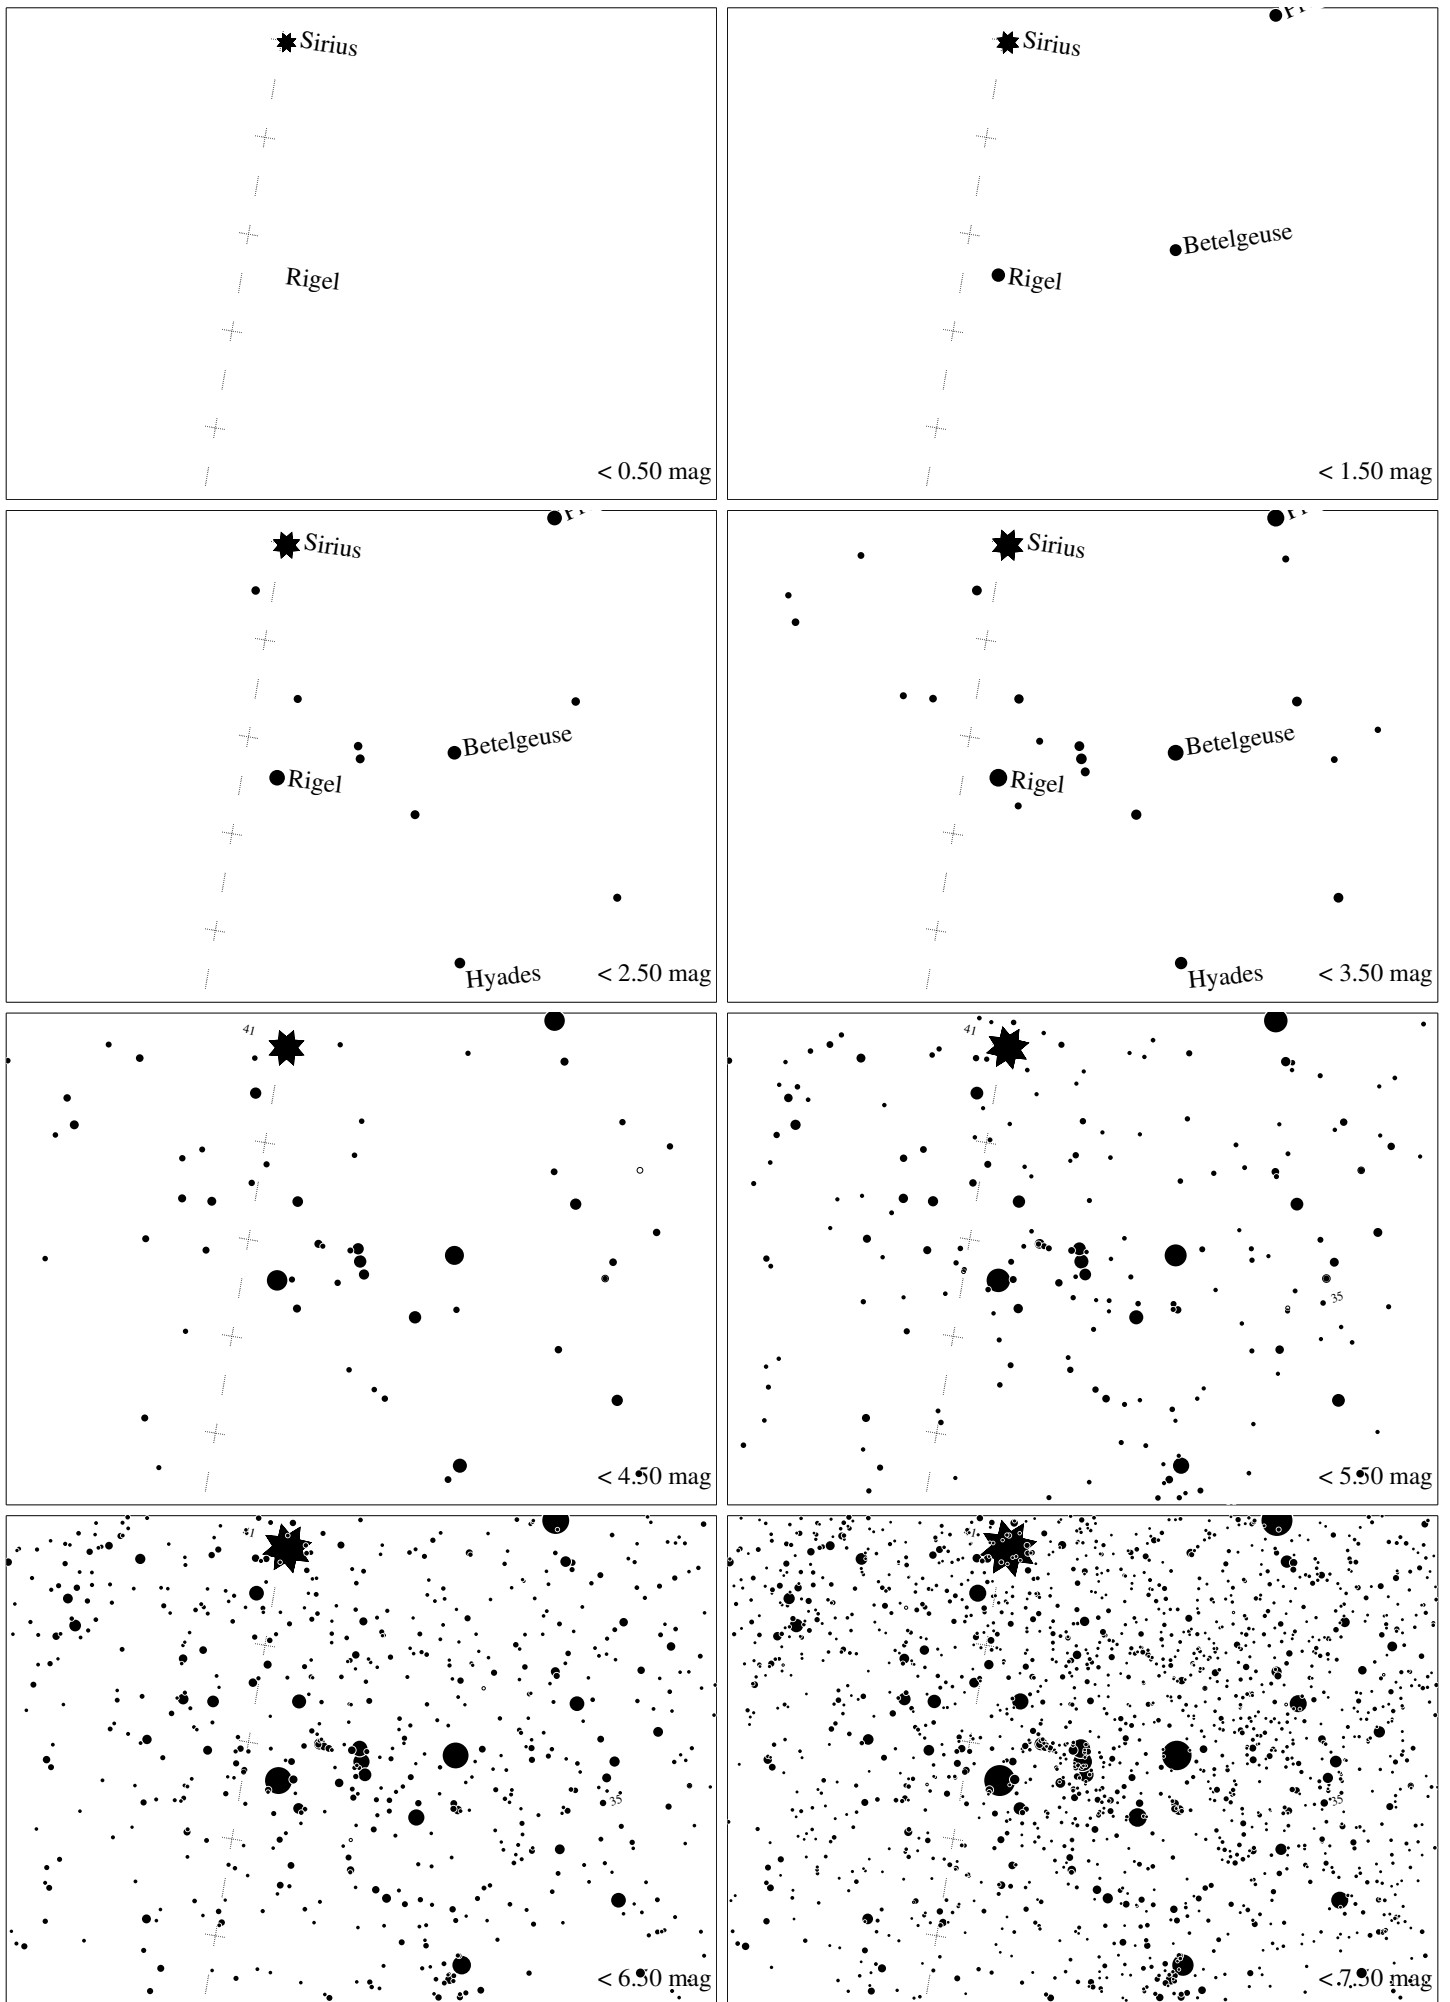 Sirius
Rigel
< 0.50 mag
Sirius
Betelgeuse
Rigel
< 1.50 mag
Sirius
Betelgeuse
Rigel
Hyades
< 2.50 mag
Sirius
Betelgeuse
Rigel
Hyades
< 3.50 mag
41
< 4.50 mag
41
35
< 5.50 mag
41
35
< 6.50 mag
41
35
< 7.50 mag